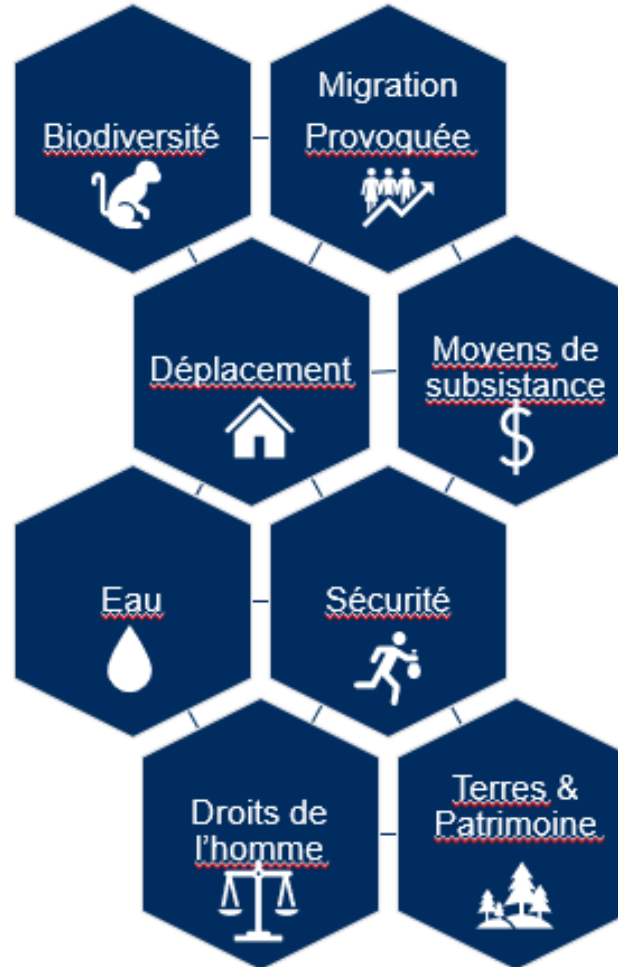 Biodiversité
Migration
Provoquée
Déplacement
Moyens de
subsistance
Eau
Sécurité
Droits de
l'homme
Terres &
Patrimoine